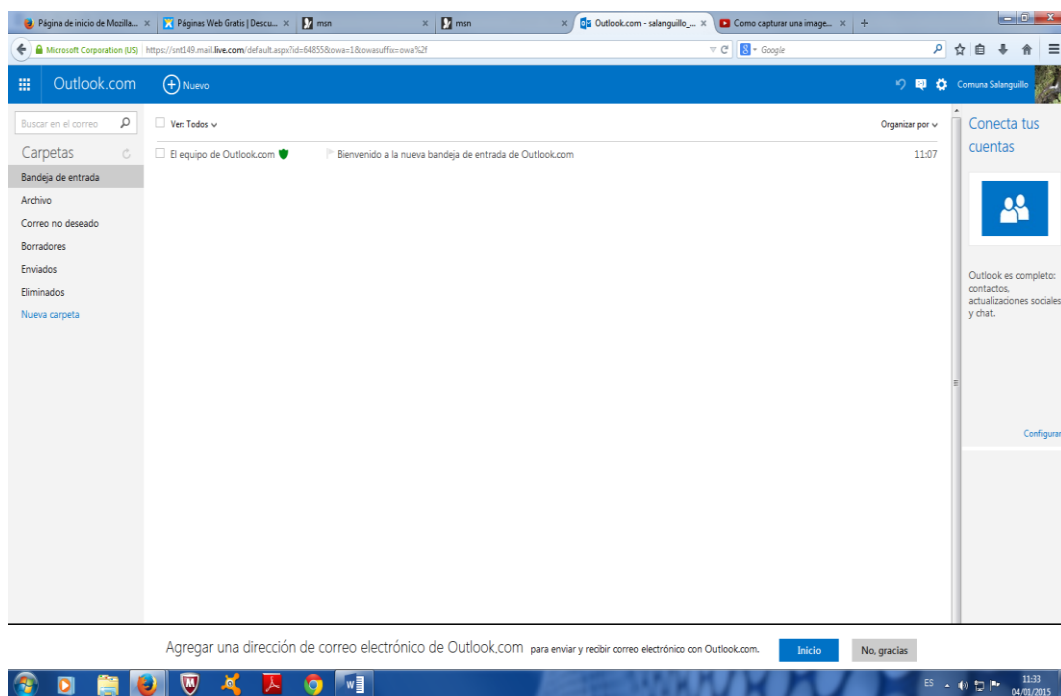 Página de inicio de Mozilla... × Páginas Web Gratis | Descu... × msn × msn × Outlook.com - salanguillo_... × Como capturar una image... × +
Microsoft Corporation (US) https://snt149.mail.live.com/default.aspx?id=64855&owa=1&owasuffix=owa%2f Google
Outlook.com Nuevo Comuna Salanguillo
Buscar en el correo Ver: Todos Organizar por
Carpetas
El equipo de Outlook.com Bienvenido a la nueva bandeja de entrada de Outlook.com 11:07
Bandeja de entrada
Archivo
Correo no deseado
Borradores
Enviados
Eliminados
Nueva carpeta
Conecta tus
cuentas
Outlook es completo:
contactos,
actualizaciones sociales
y chat.
Configurar
Agregar una dirección de correo electrónico de Outlook.com para enviar y recibir correo electrónico con Outlook.com. Inicio No, gracias
ES 11:33
04/01/2015